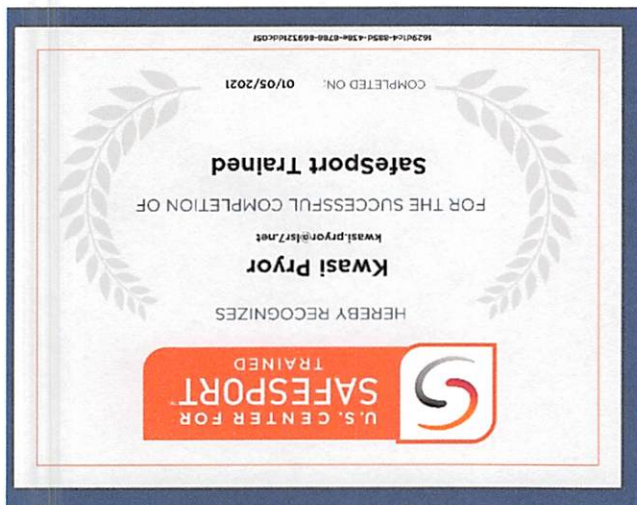 U.S. CENTER FOR
SAFESPORT™
TRAINED
HEREBY RECOGNIZES
Kwasi Pryor
kwasi.pryor@lsr7.net
FOR THE SUCCESSFUL COMPLETION OF
SafeSport Trained
COMPLETED ON: 01/05/2021